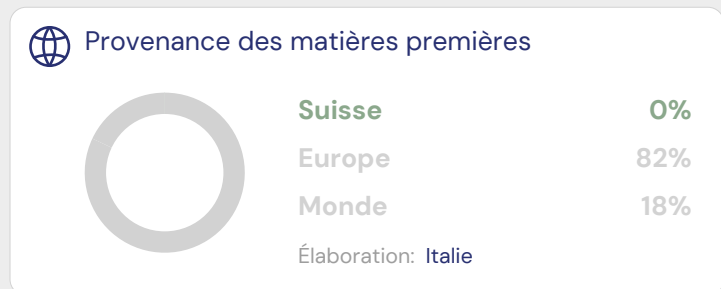 Provenance des matières premières
Suisse 0%
Europe 82%
Monde 18%
Élaboration: Italie